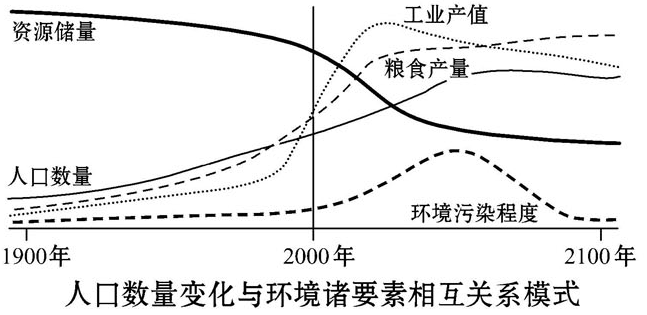 资源储量
工业产值
粮食产量
人口数量
环境污染程度
1900年
2000年
2100年
人口数量变化与环境诸要素相互关系模式